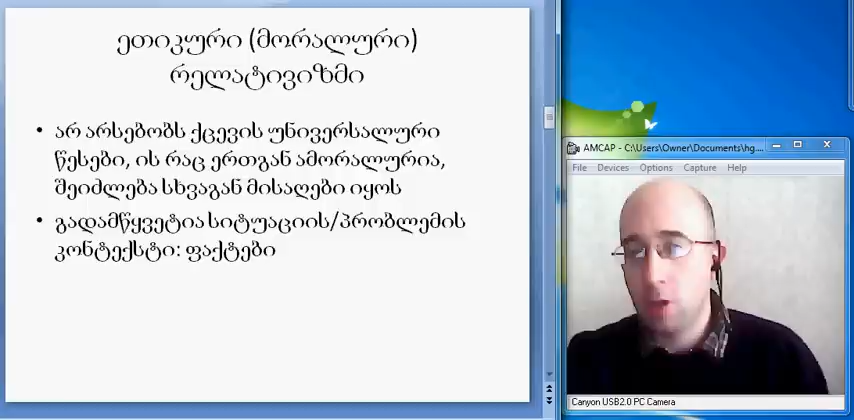 ეთიკური (მორალური)
რელატივიზმი
• არ არსებობს ქცევის უნივერსალური
წესები, ის რაც ერთგან ამორალურია,
შეიძლება სხვაგან მისაღები იყოს
• გადამწყვეტია სიტუაციის/პრობლემის
კონტექსტი: ფაქტები
AMCAP - C:\Users\Owner\Documents\hg....
File Devices Options Capture Help
Canyon USB2.0 PC Camera